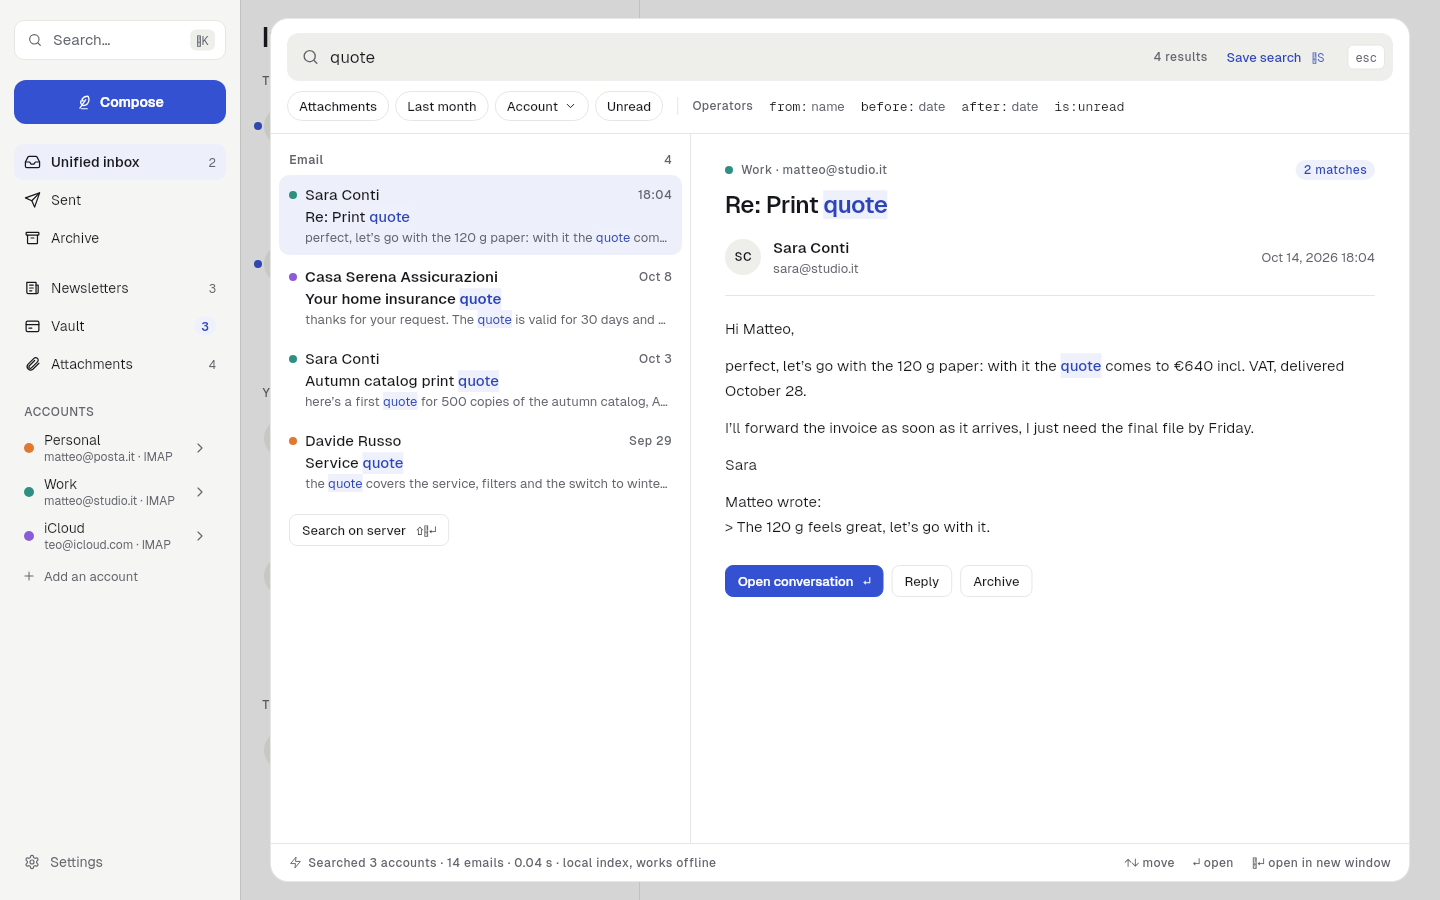 Search...
K
Compose
Unified inbox 2
Sent
Archive
Newsletters 3
Vault 3
Attachments 4
ACCOUNTS
Personal
matteo@posta.it · IMAP
Work
matteo@studio.it · IMAP
iCloud
teo@icloud.com · IMAP
Add an account
Settings
quote
4 results
Save search S
esc
Attachments
Last month
Account
Unread
Operators
from: name
before: date
after: date
is:unread
Email 4
Sara Conti 18:04
Re: Print quote
perfect, let's go with the 120 g paper: with it the quote com…
Casa Serena Assicurazioni Oct 8
Your home insurance quote
thanks for your request. The quote is valid for 30 days and …
Sara Conti Oct 3
Autumn catalog print quote
here's a first quote for 500 copies of the autumn catalog, A…
Davide Russo Sep 29
Service quote
the quote covers the service, filters and the switch to winte…
Search on server
Work · matteo@studio.it
2 matches
Re: Print quote
SC
Sara Conti
sara@studio.it
Oct 14, 2026 18:04
Hi Matteo,
perfect, let's go with the 120 g paper: with it the quote comes to €640 incl. VAT, delivered
October 28.
I'll forward the invoice as soon as it arrives, I just need the final file by Friday.
Sara
Matteo wrote:
> The 120 g feels great, let's go with it.
Open conversation ↵
Reply
Archive
Searched 3 accounts · 14 emails · 0.04 s · local index, works offline
↑↓ move
↵ open
↵ open in new window